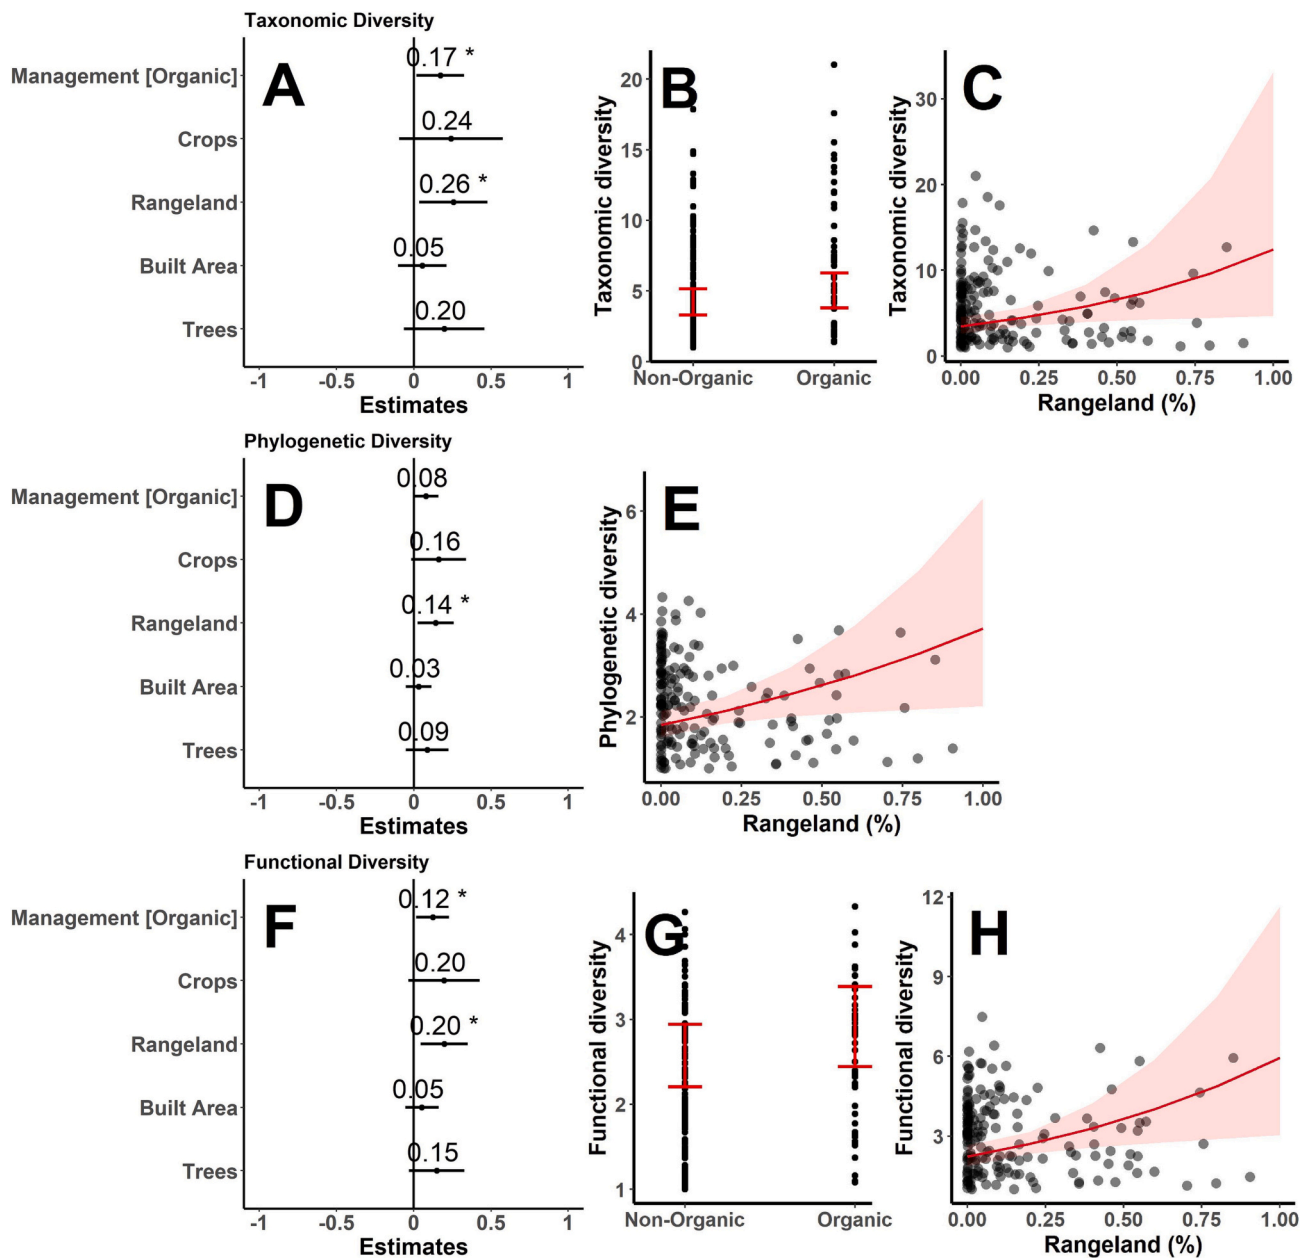 Taxonomic Diversity
A
Management [Organic]
Crops
Rangeland
Built Area
Trees
0.17 *
0.24
0.26 *
0.05
0.20
-1 -0.5 0 0.5 1
Estimates
B
Taxonomic diversity
20
15
10
5
0
Non-Organic Organic
C
Taxonomic diversity
30
20
10
0
0.00 0.25 0.50 0.75 1.00
Rangeland (%)
Phylogenetic Diversity
D
Management [Organic]
Crops
Rangeland
Built Area
Trees
0.08
0.16
0.14 *
0.03
0.09
-1 -0.5 0 0.5 1
Estimates
E
Phylogenetic diversity
6
4
2
0.00 0.25 0.50 0.75 1.00
Rangeland (%)
Functional Diversity
F
Management [Organic]
Crops
Rangeland
Built Area
Trees
0.12 *
0.20
0.20 *
0.05
0.15
-1 -0.5 0 0.5 1
Estimates
G
Functional diversity
4
3
2
1
Non-Organic Organic
H
Functional diversity
12
9
6
3
0.00 0.25 0.50 0.75 1.00
Rangeland (%)